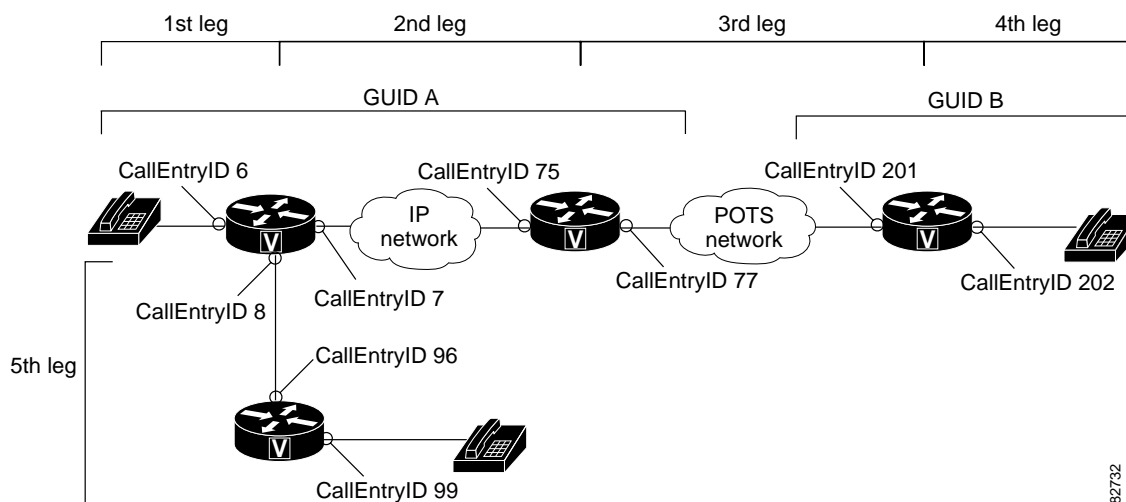 1st leg
2nd leg
3rd leg
4th leg
GUID A
GUID B
CallEntryID 6
CallEntryID 75
CallEntryID 201
IP
network
POTS
network
V
V
V
CallEntryID 8
CallEntryID 7
CallEntryID 77
CallEntryID 202
5th leg
CallEntryID 96
V
CallEntryID 99
82732